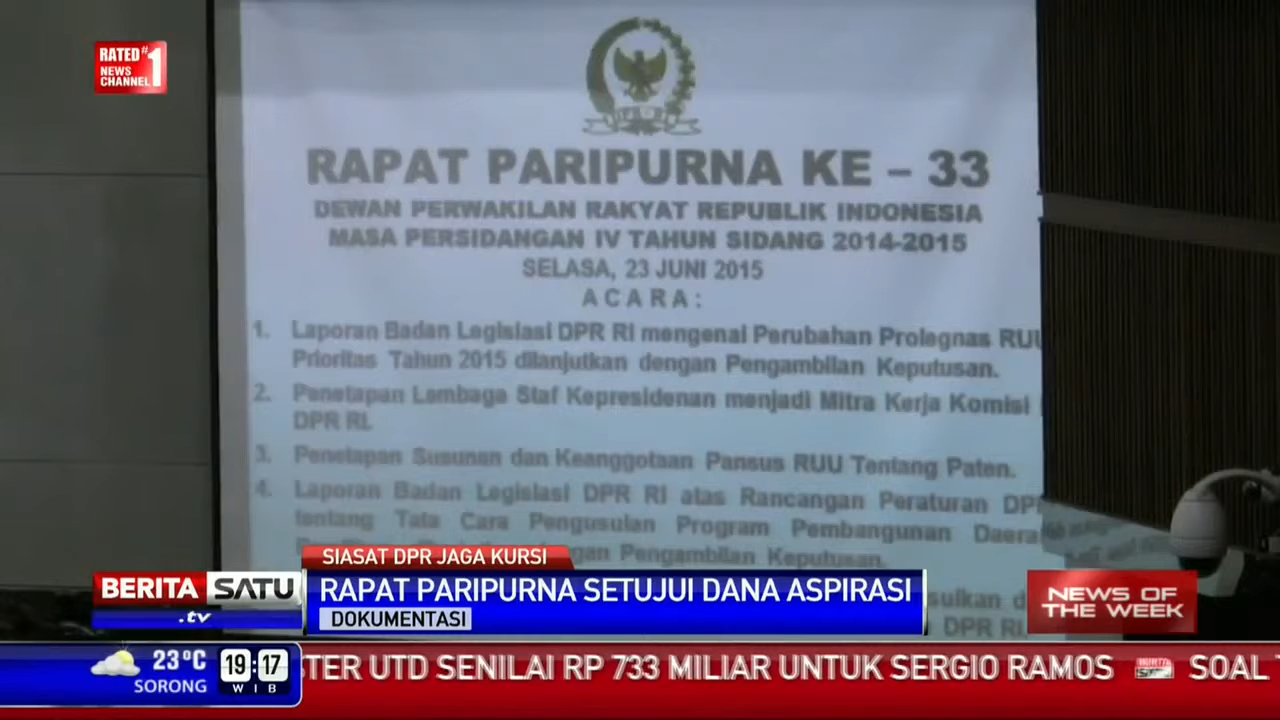 RATED #1
NEWS
CHANNEL
DPR-RI
RAPAT PARIPURNA KE – 33
DEWAN PERWAKILAN RAKYAT REPUBLIK INDONESIA
MASA PERSIDANGAN IV TAHUN SIDANG 2014-2015
SELASA, 23 JUNI 2015
A C A R A :
1. Laporan Badan Legislasi DPR RI mengenai Perubahan Prolegnas RUU
Prioritas Tahun 2015 dilanjutkan dengan Pengambilan Keputusan.
2. Penetapan Lembaga Staf Kepresidenan menjadi Mitra Kerja Komisi
DPR RI.
3. Penetapan Susunan dan Keanggotaan Pansus RUU Tentang Paten.
4. Laporan Badan Legislasi DPR RI atas Rancangan Peraturan DPR
tentang Tata Cara Pengusulan Program Pembangunan Daerah
Pengambilan Keputusan.
DPR RI.
SIASAT DPR JAGA KURSI
BERITA SATU
.tv
RAPAT PARIPURNA SETUJUI DANA ASPIRASI
DOKUMENTASI
NEWS OF
THE WEEK
23°C
SORONG
19:17
WIB
STER UTD SENILAI RP 733 MILIAR UNTUK SERGIO RAMOS
BERITA
SATU
SOAL